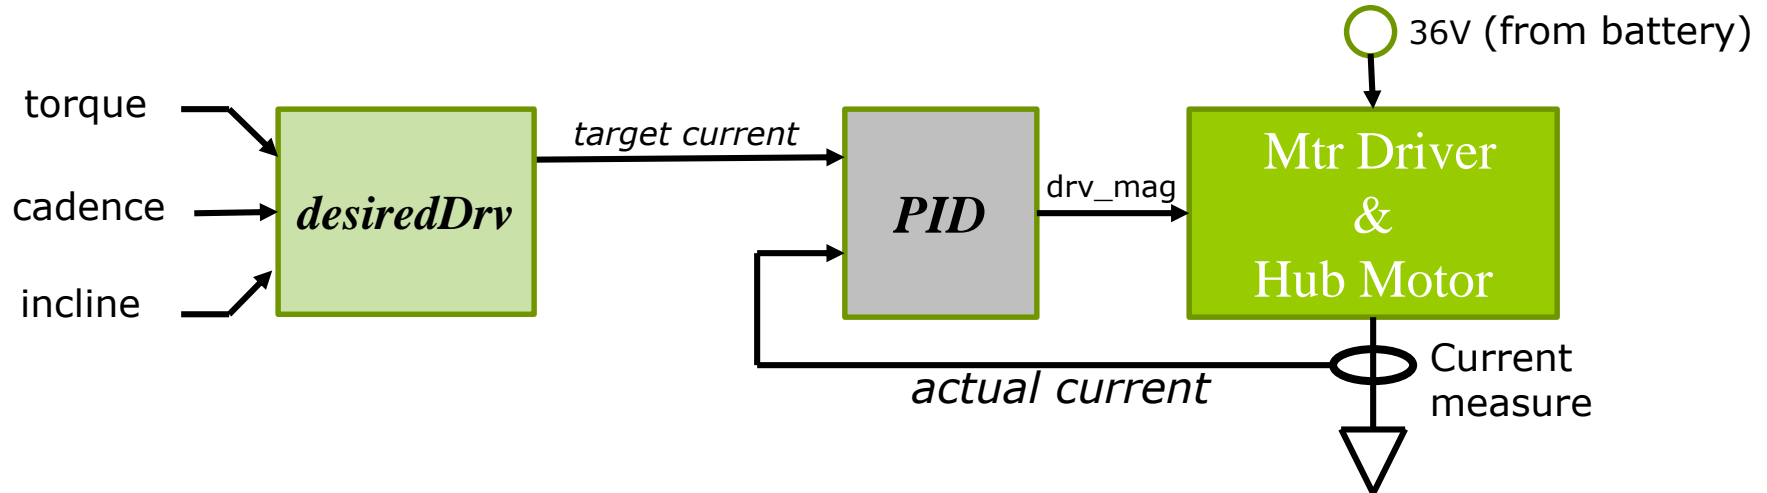 36V (from battery)
torque
cadence
incline
desiredDrv
target current
PID
drv_mag
Mtr Driver
&
Hub Motor
actual current
Current
measure